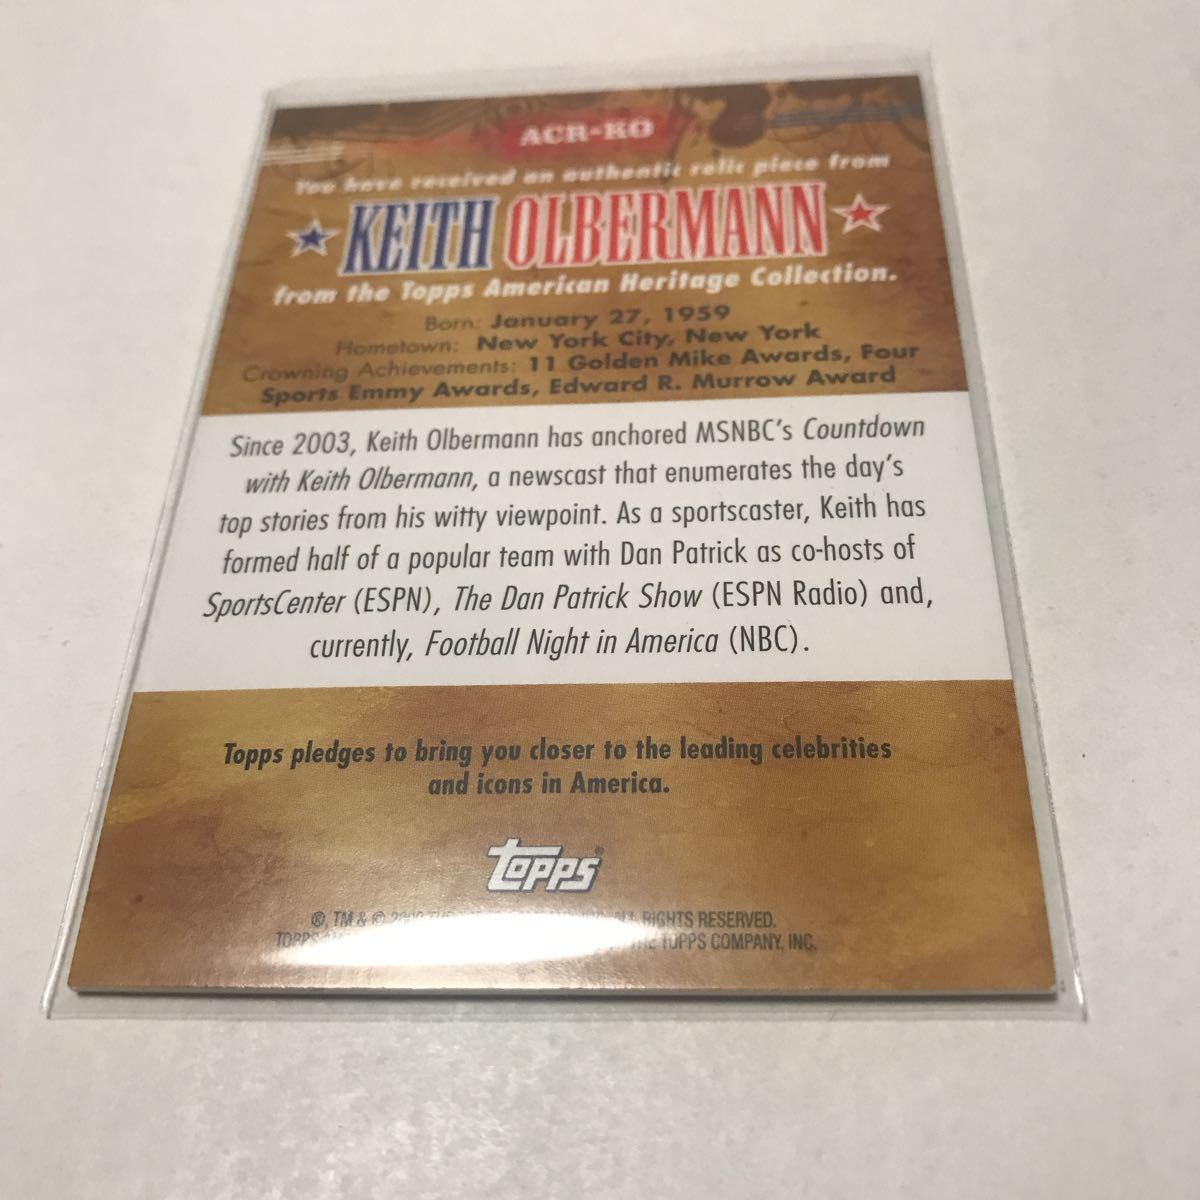 ACR-KO
You have received an authentic relic piece from
KEITH OLBERMANN
from the Topps American Heritage Collection.
Born: January 27, 1959
Hometown: New York City, New York
Crowning Achievements: 11 Golden Mike Awards, Four
Sports Emmy Awards, Edward R. Murrow Award
Since 2003, Keith Olbermann has anchored MSNBC's Countdown
with Keith Olbermann, a newscast that enumerates the day's
top stories from his witty viewpoint. As a sportscaster, Keith has
formed half of a popular team with Dan Patrick as co-hosts of
SportsCenter (ESPN), The Dan Patrick Show (ESPN Radio) and,
currently, Football Night in America (NBC).
Topps pledges to bring you closer to the leading celebrities
and icons in America.
topps®
®, TM & © ALL RIGHTS RESERVED.
TOPPS THE TOPPS COMPANY, INC.